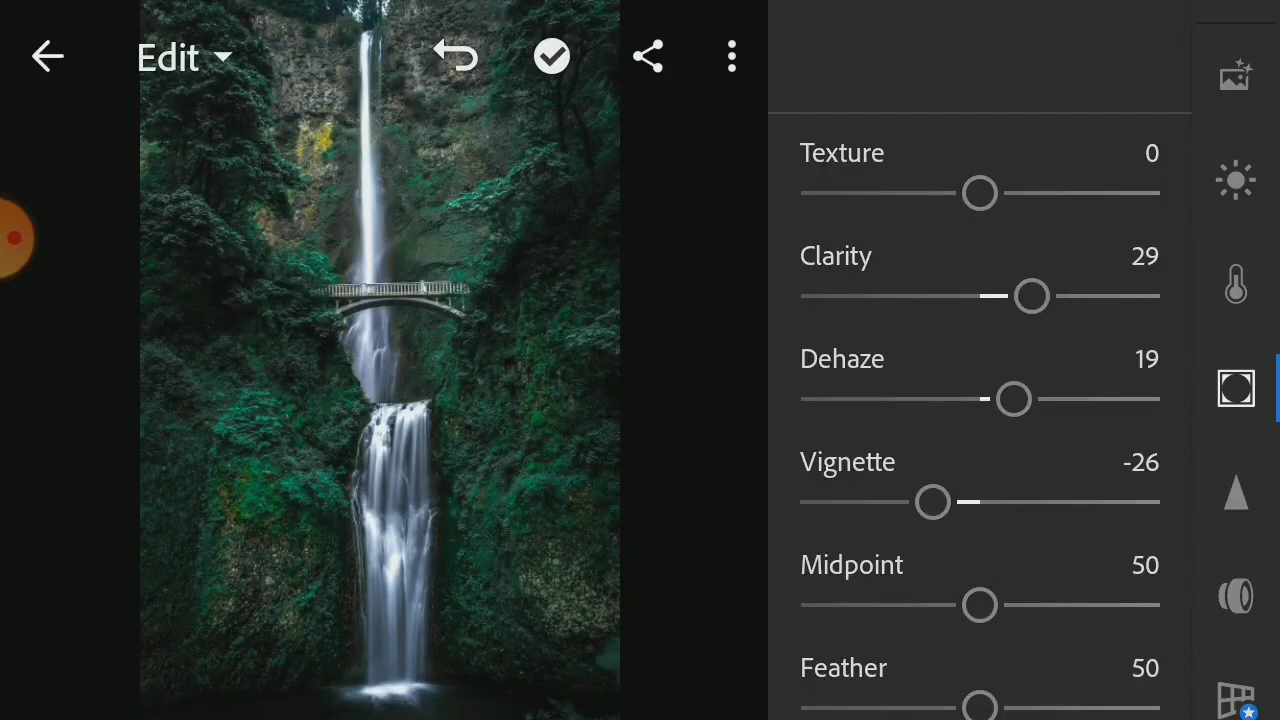 Edit
Texture 0
Clarity 29
Dehaze 19
Vignette -26
Midpoint 50
Feather 50